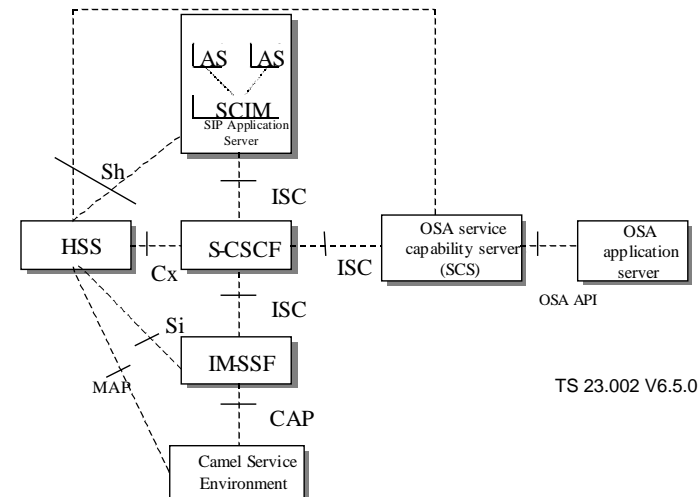 AS AS
SCIM
SIP Application
Server
Sh
ISC
HSS
S-CSCF
OSA service
capability server
(SCS)
OSA
application
server
Cx
ISC
OSA API
ISC
Si
IM-SSF
MAP
TS 23.002 V6.5.0
CAP
Camel Service
Environment